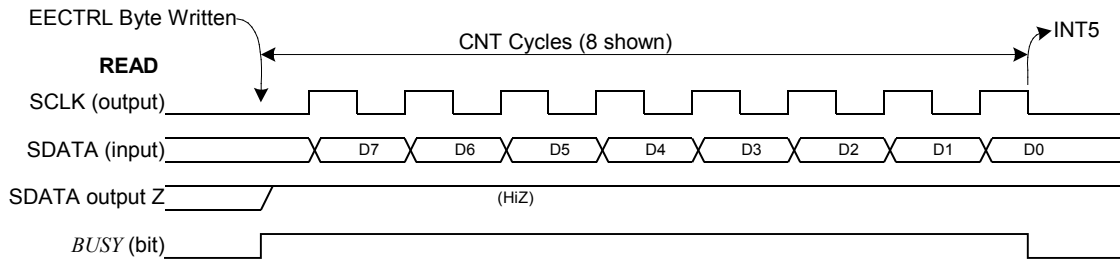 EECTRL Byte Written
INT5
CNT Cycles (8 shown)
READ
SCLK (output)
SDATA (input) D7 D6 D5 D4 D3 D2 D1 D0
SDATA output Z (HiZ)
BUSY (bit)